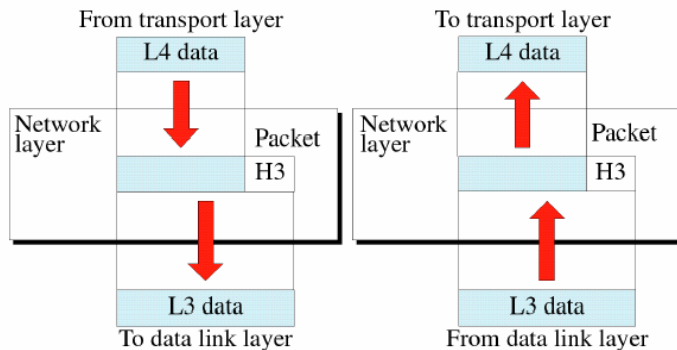 From transport layer
L4 data
Network
layer
Packet
H3
L3 data
To data link layer
To transport layer
L4 data
Network
layer
Packet
H3
L3 data
From data link layer